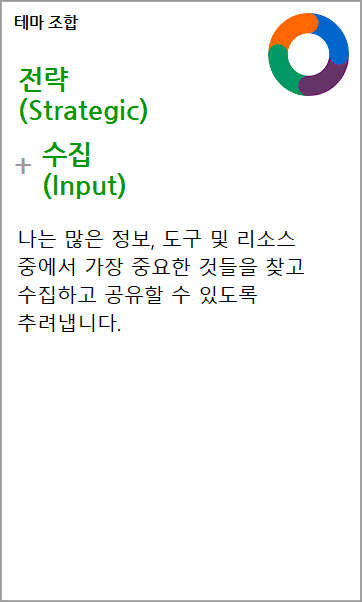 테마 조합
전략
(Strategic)
+ 수집
(Input)
나는 많은 정보, 도구 및 리소스
중에서 가장 중요한 것들을 찾고
수집하고 공유할 수 있도록
추려냅니다.